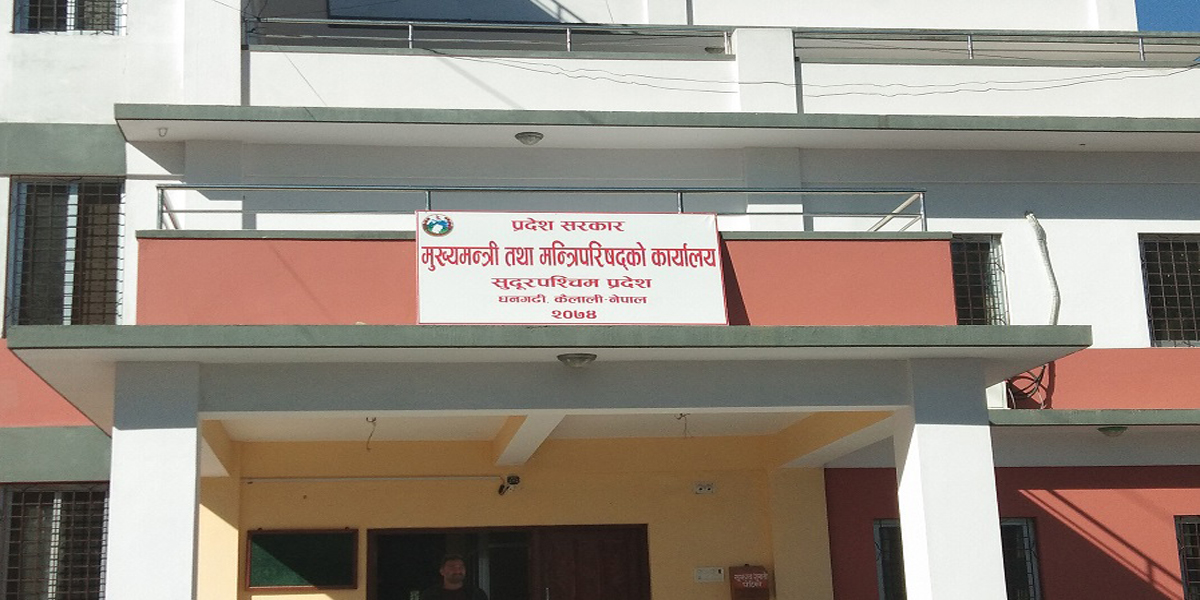 प्रदेश सरकार
मुख्यमन्त्री तथा मन्त्रिपरिषद्को कार्यालय
सुदूरपश्चिम प्रदेश
धनगढी, कैलाली-नेपाल
२०७४